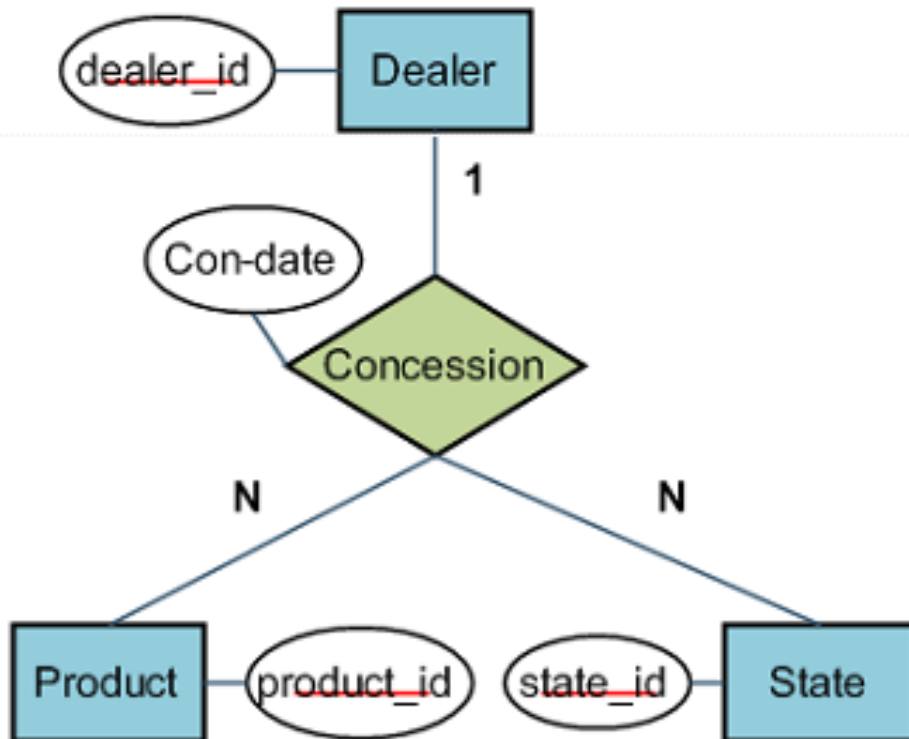 dealer_id
Dealer
1
Con-date
Concession
N
N
Product
product_id
state_id
State